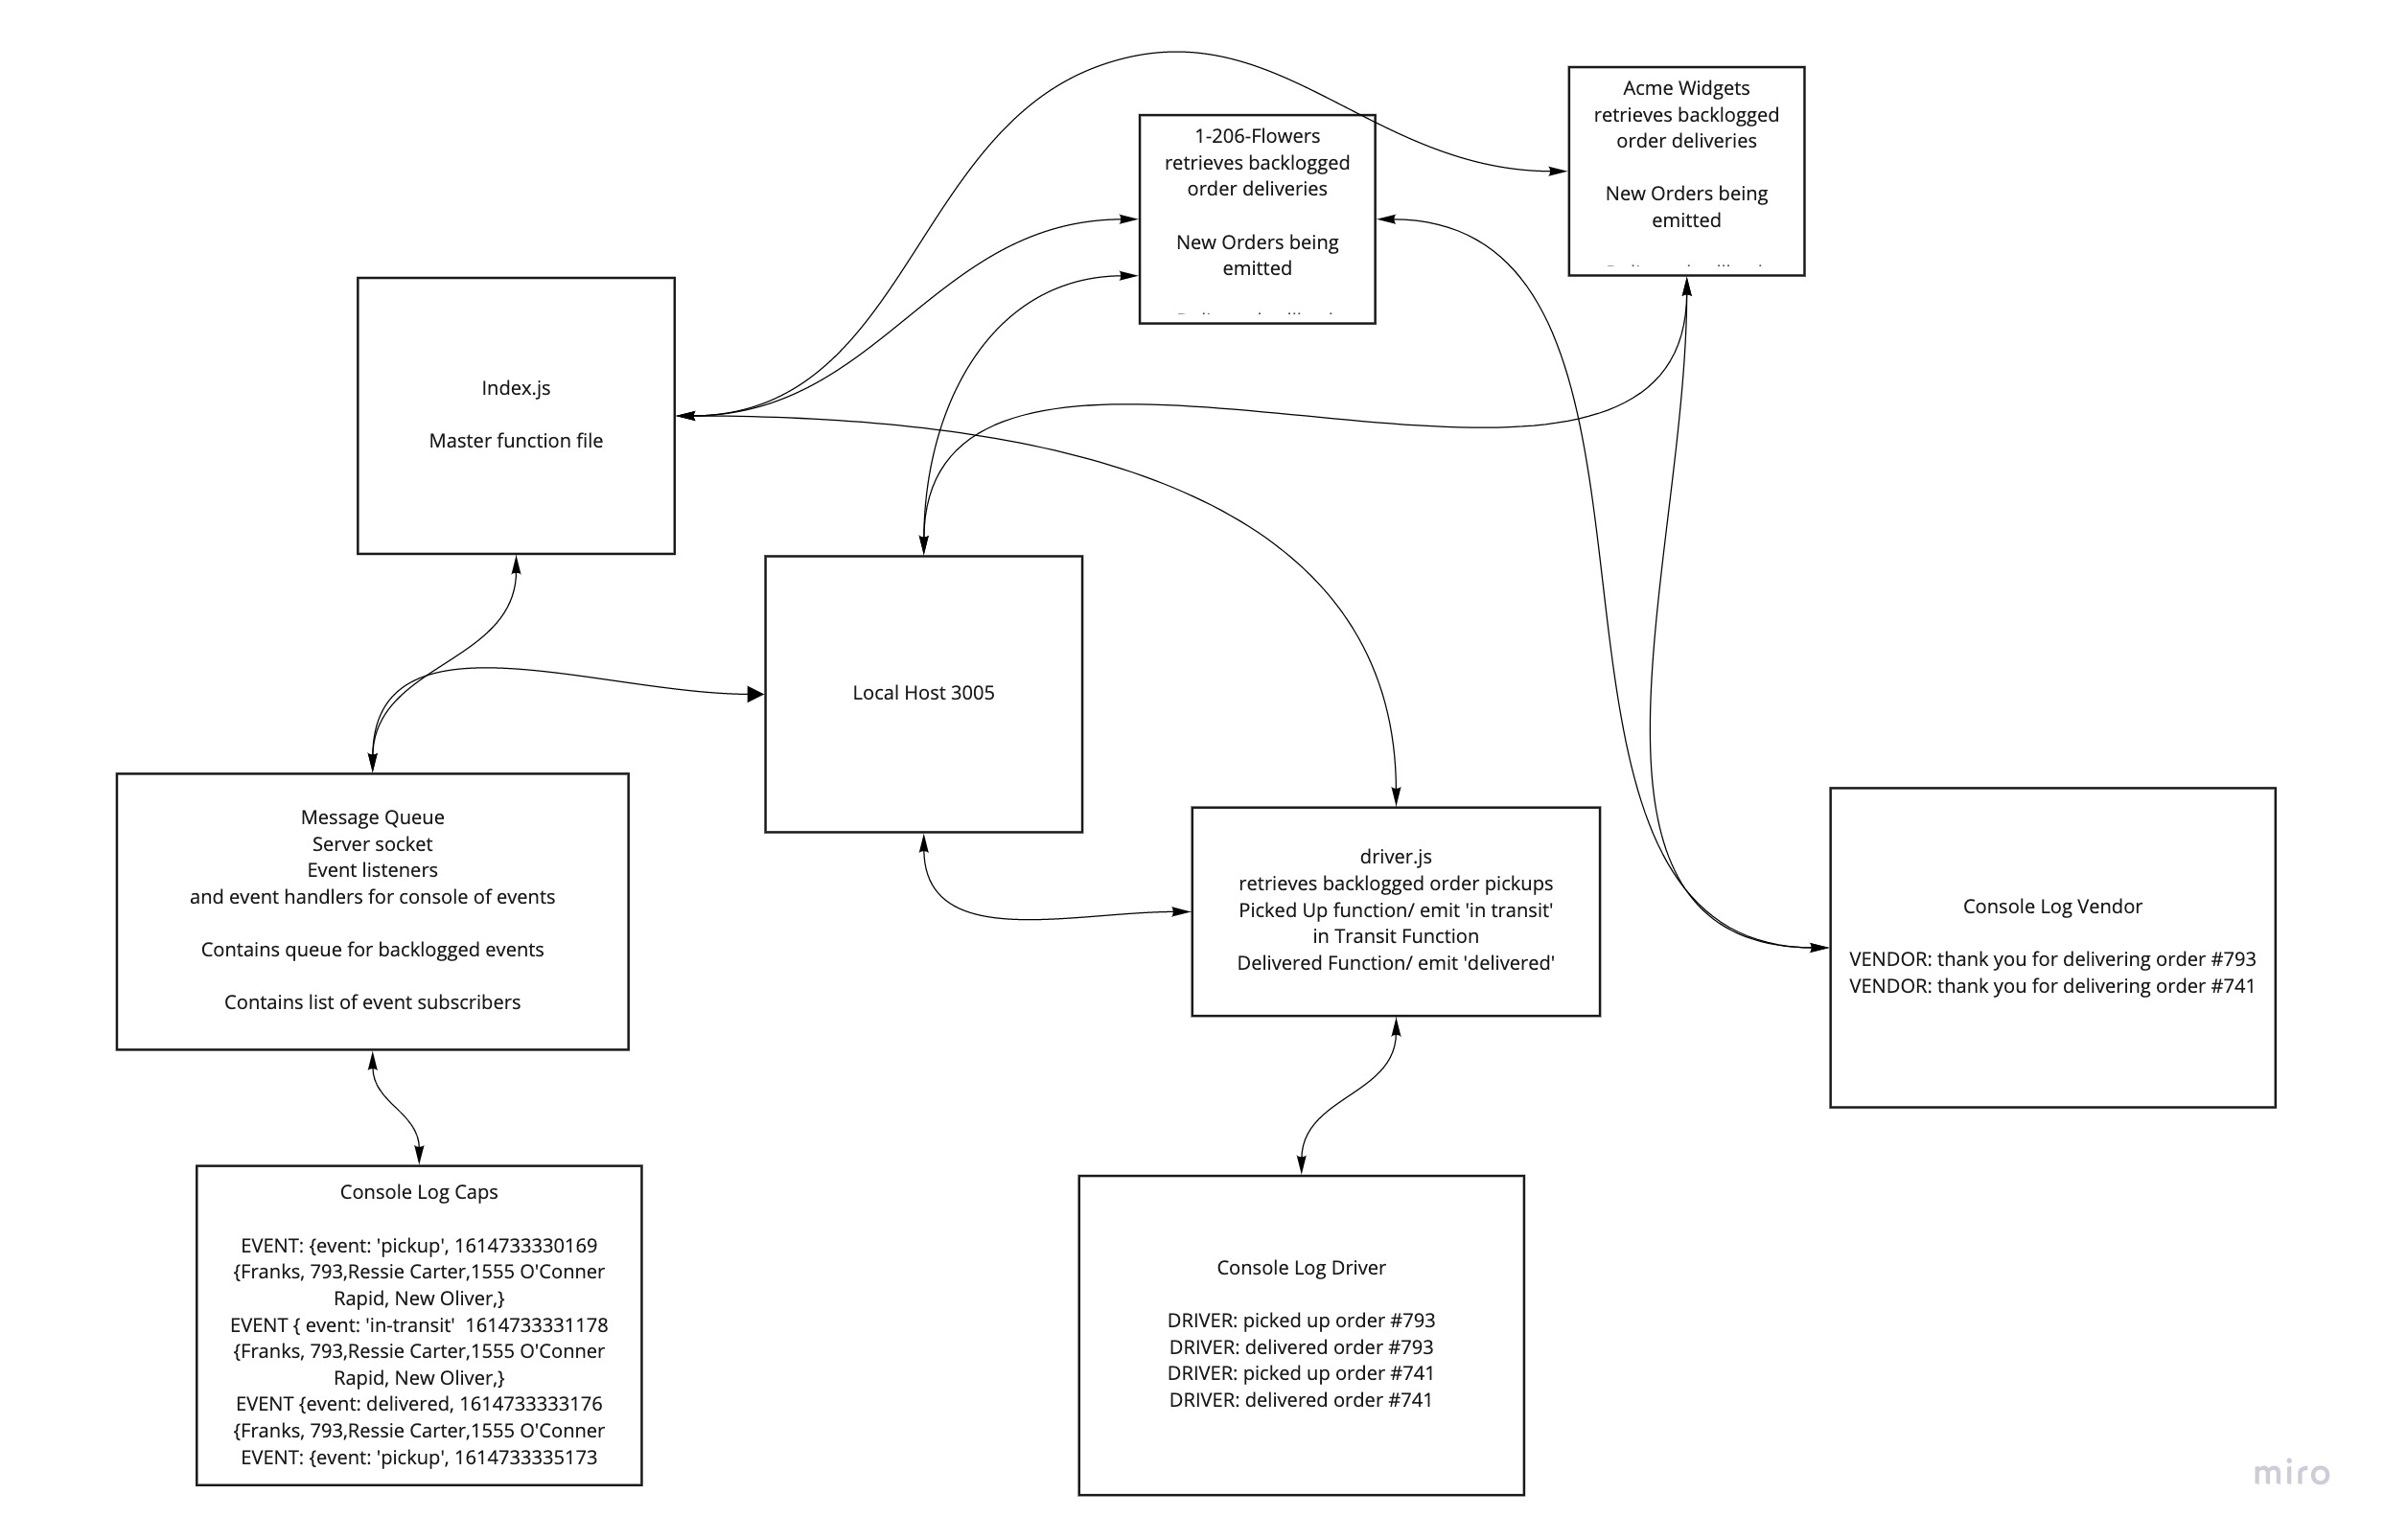 Acme Widgets
retrieves backlogged
order deliveries
New Orders being
emitted
1-206-Flowers
retrieves backlogged
order deliveries
New Orders being
emitted
Index.js
Master function file
Local Host 3005
Message Queue
Server socket
Event listeners
and event handlers for console of events
Contains queue for backlogged events
Contains list of event subscribers
driver.js
retrieves backlogged order pickups
Picked Up function/ emit 'in transit'
in Transit Function
Delivered Function/ emit 'delivered'
Console Log Vendor
VENDOR: thank you for delivering order #793
VENDOR: thank you for delivering order #741
Console Log Caps
EVENT: {event: 'pickup', 1614733330169
{Franks, 793,Ressie Carter,1555 O'Conner
Rapid, New Oliver,}
EVENT { event: 'in-transit'  1614733331178
{Franks, 793,Ressie Carter,1555 O'Conner
Rapid, New Oliver,}
EVENT {event: delivered, 1614733333176
{Franks, 793,Ressie Carter,1555 O'Conner
EVENT: {event: 'pickup', 1614733335173
Console Log Driver
DRIVER: picked up order #793
DRIVER: delivered order #793
DRIVER: picked up order #741
DRIVER: delivered order #741
miro